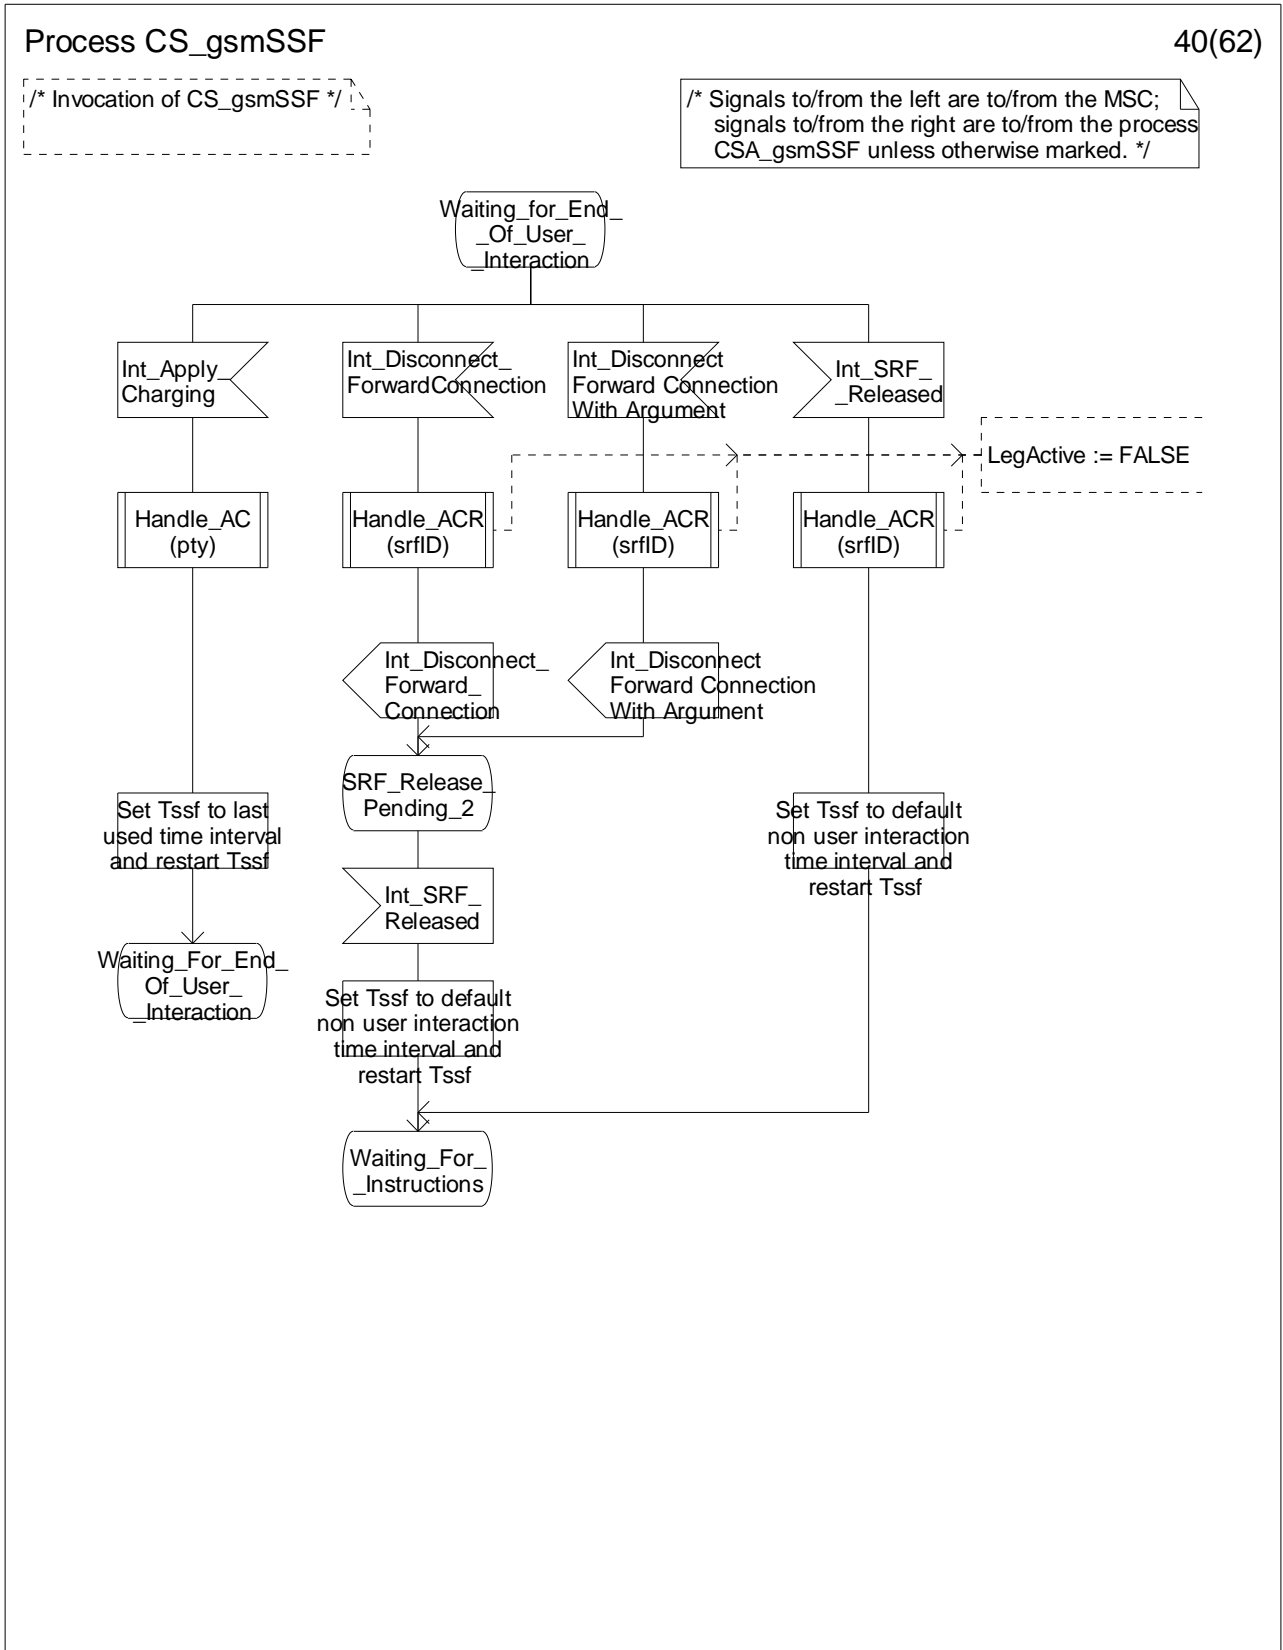 Process CS_gsmSSF
40(62)
/* Invocation of CS_gsmSSF */
/* Signals to/from the left are to/from the MSC;
signals to/from the right are to/from the process
CSA_gsmSSF unless otherwise marked. */
Waiting_for_End_
_Of_User_
_Interaction
Int_Apply_
Charging
Int_Disconnect_
ForwardConnection
Int_Disconnect
Forward Connection
With Argument
Int_SRF_
_Released
LegActive := FALSE
Handle_AC
(pty)
Handle_ACR
(srfID)
Handle_ACR
(srfID)
Handle_ACR
(srfID)
Int_Disconnect_
Forward_
Connection
Int_Disconnect
Forward Connection
With Argument
SRF_Release_
Pending_2
Set Tssf to last
used time interval
and restart Tssf
Set Tssf to default
non user interaction
time interval and
restart Tssf
Int_SRF_
Released
Waiting_For_End_
Of_User_
_Interaction
Set Tssf to default
non user interaction
time interval and
restart Tssf
Waiting_For_
_Instructions